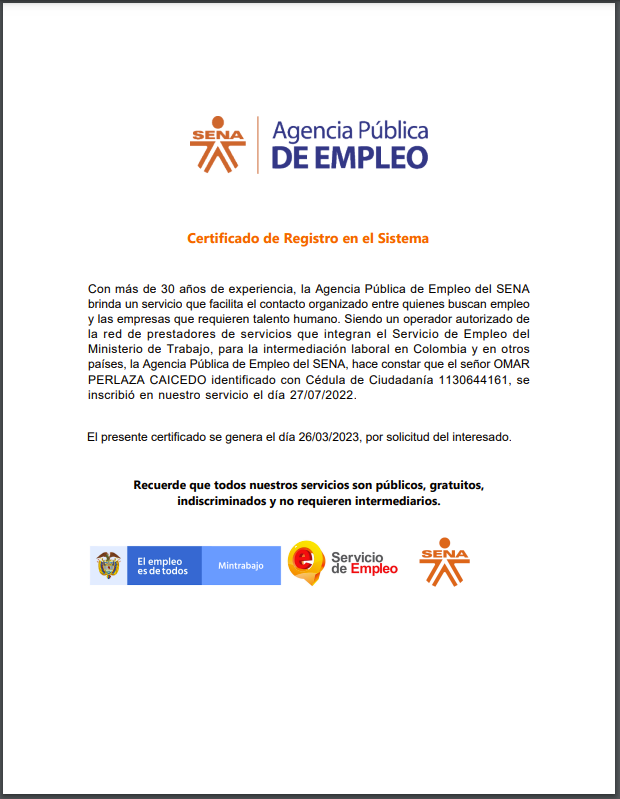 SENA
Agencia Pública
DE EMPLEO
Certificado de Registro en el Sistema
Con más de 30 años de experiencia, la Agencia Pública de Empleo del SENA
brinda un servicio que facilita el contacto organizado entre quienes buscan empleo
y las empresas que requieren talento humano. Siendo un operador autorizado de
la red de prestadores de servicios que integran el Servicio de Empleo del
Ministerio de Trabajo, para la intermediación laboral en Colombia y en otros
países, la Agencia Pública de Empleo del SENA, hace constar que el señor OMAR
PERLAZA CAICEDO identificado con Cédula de Ciudadanía 1130644161, se
inscribió en nuestro servicio el día 27/07/2022.
El presente certificado se genera el día 26/03/2023, por solicitud del interesado.
Recuerde que todos nuestros servicios son públicos, gratuitos,
indiscriminados y no requieren intermediarios.
El empleo
es de todos
Mintrabajo
e
Servicio
de Empleo
SENA